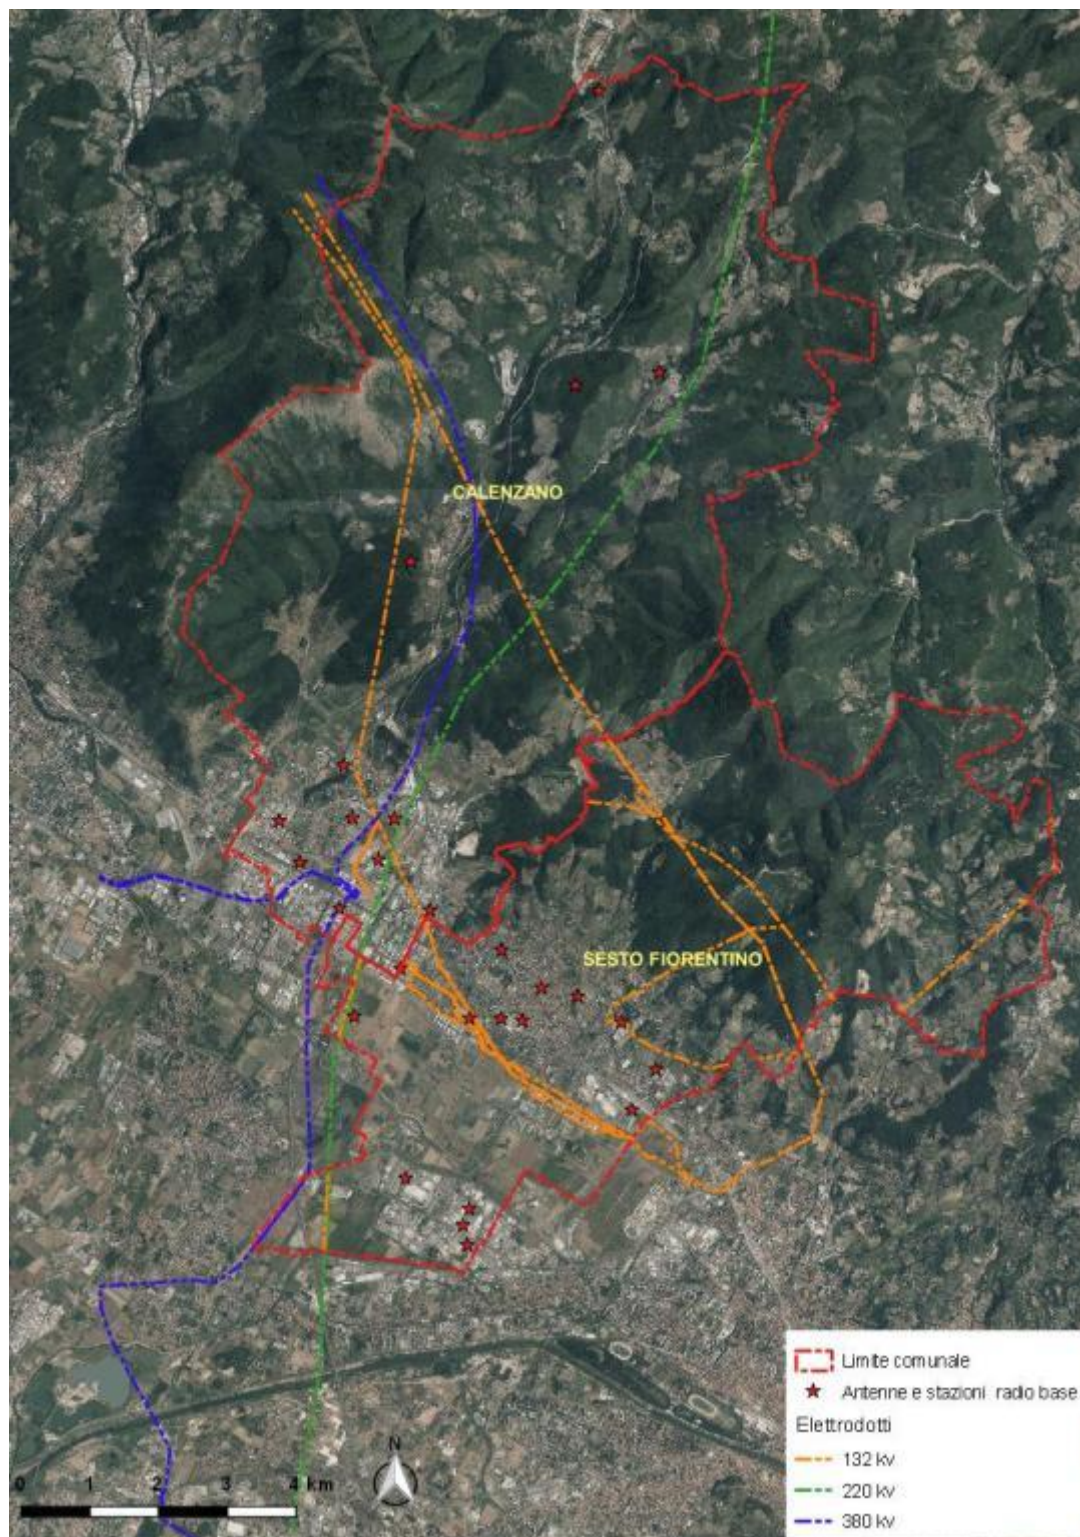 CALENZANO
SESTO FIORENTINO
Limite comunale
Antenne e stazioni radio base
Elettrodotti
132 kv
220 kv
380 kv
N
0 1 2 3 4 km